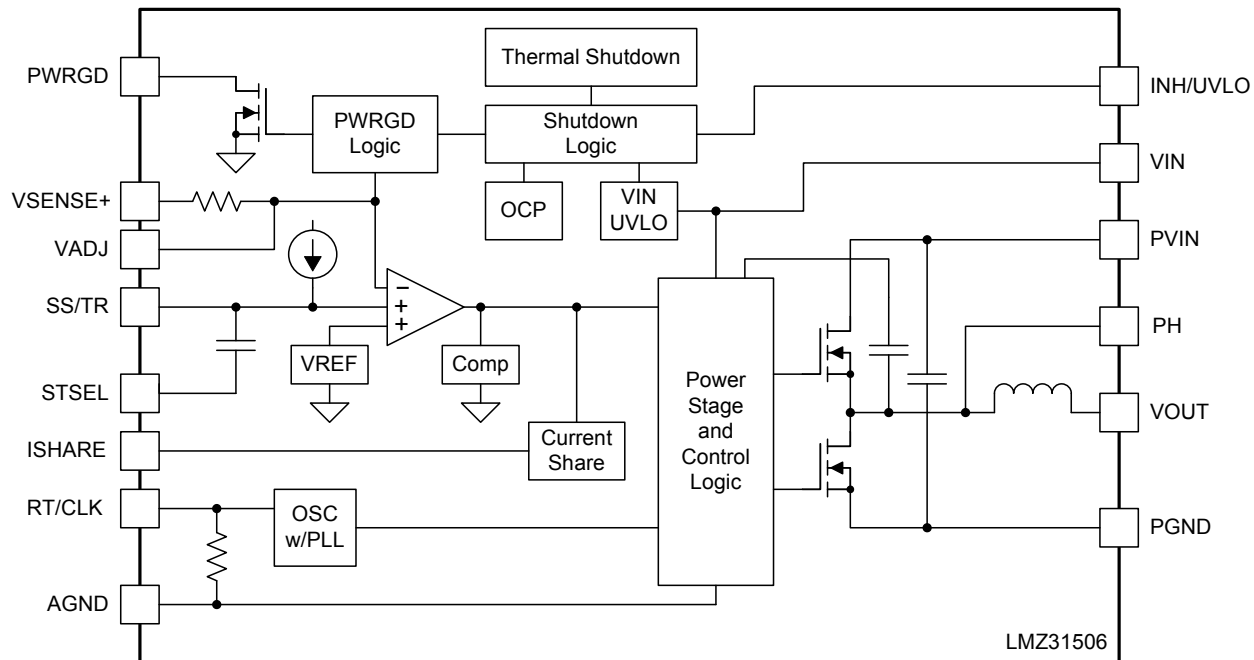 PWRGD
VSENSE+
VADJ
SS/TR
STSEL
ISHARE
RT/CLK
AGND
Thermal Shutdown
PWRGD
Logic
Shutdown
Logic
OCP
VIN
UVLO
−
+
+
VREF
Comp
Current
Share
OSC
w/PLL
Power
Stage
and
Control
Logic
INH/UVLO
VIN
PVIN
PH
VOUT
PGND
LMZ31506